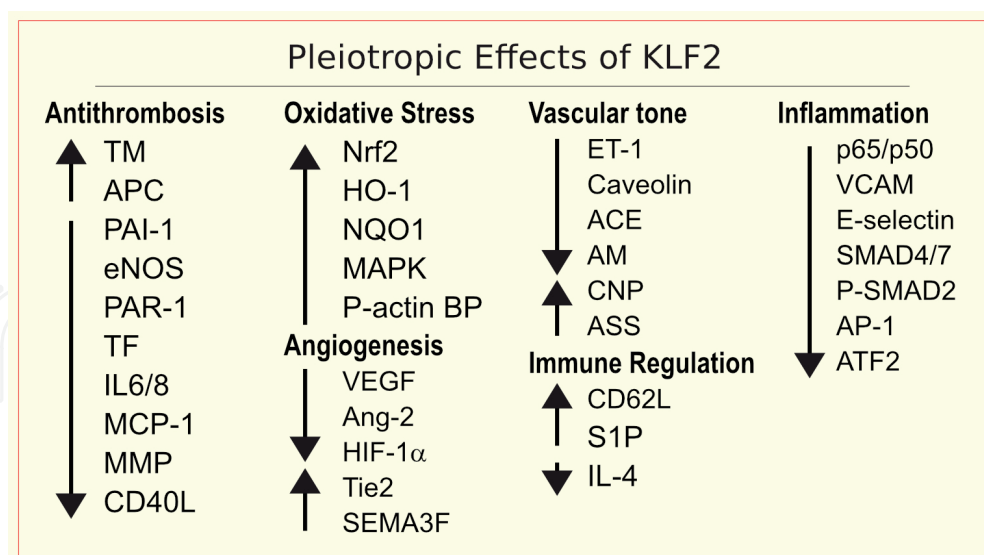 Pleiotropic Effects of KLF2
Antithrombosis
TM
APC
PAI-1
eNOS
PAR-1
TF
IL6/8
MCP-1
MMP
CD40L
Oxidative Stress
Nrf2
HO-1
NQO1
MAPK
P-actin BP
Angiogenesis
VEGF
Ang-2
HIF-1α
Tie2
SEMA3F
Vascular tone
ET-1
Caveolin
ACE
AM
CNP
ASS
Immune Regulation
CD62L
S1P
IL-4
Inflammation
p65/p50
VCAM
E-selectin
SMAD4/7
P-SMAD2
AP-1
ATF2